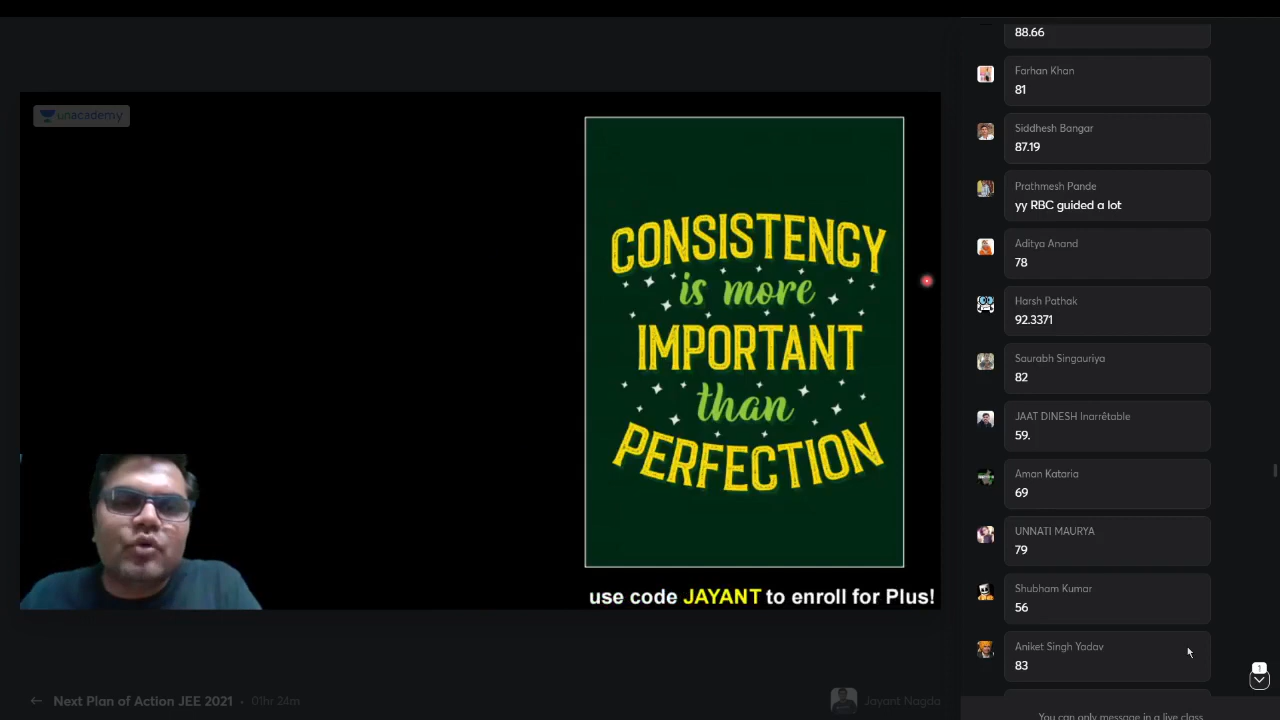 unacademy
CONSISTENCY
is more
IMPORTANT
than
PERFECTION
use code JAYANT to enroll for Plus!
Next Plan of Action JEE 2021 • 01hr 24m
Jayant Nagda
88.66
Farhan Khan
81
Siddhesh Bangar
87.19
Prathmesh Pande
yy RBC guided a lot
Aditya Anand
78
Harsh Pathak
92.3371
Saurabh Singauriya
82
JAAT DINESH Inarrêtable
59.
Aman Kataria
69
UNNATI MAURYA
79
Shubham Kumar
56
Aniket Singh Yadav
83
1
You can only message in a live class